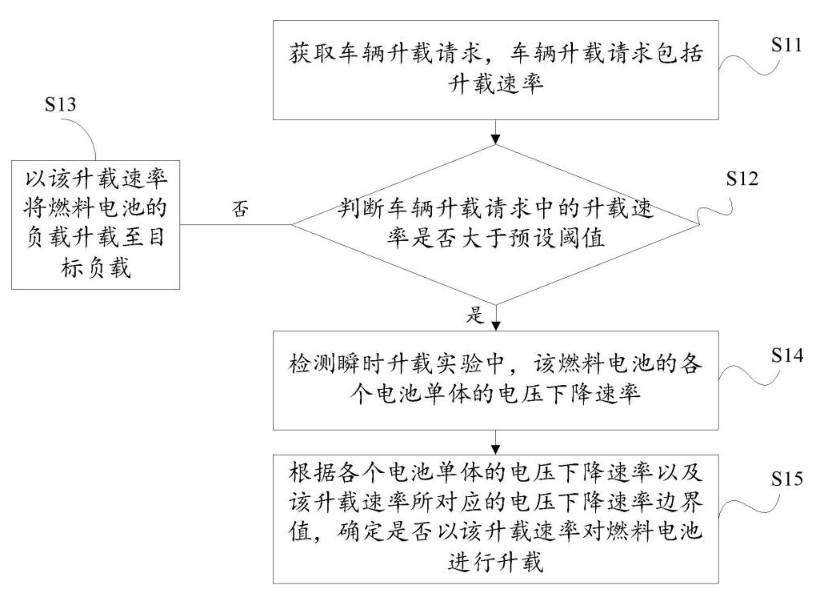 获取车辆升载请求，车辆升载请求包括
升载速率
S11
S13
以该升载速率
将燃料电池的
负载升载至目
标负载
否
判断车辆升载请求中的升载速
率是否大于预设阈值
S12
是
检测瞬时升载实验中，该燃料电池的各
个电池单体的电压下降速率
S14
根据各个电池单体的电压下降速率以及
该升载速率所对应的电压下降速率边界
值，确定是否以该升载速率对燃料电池
进行升载
S15